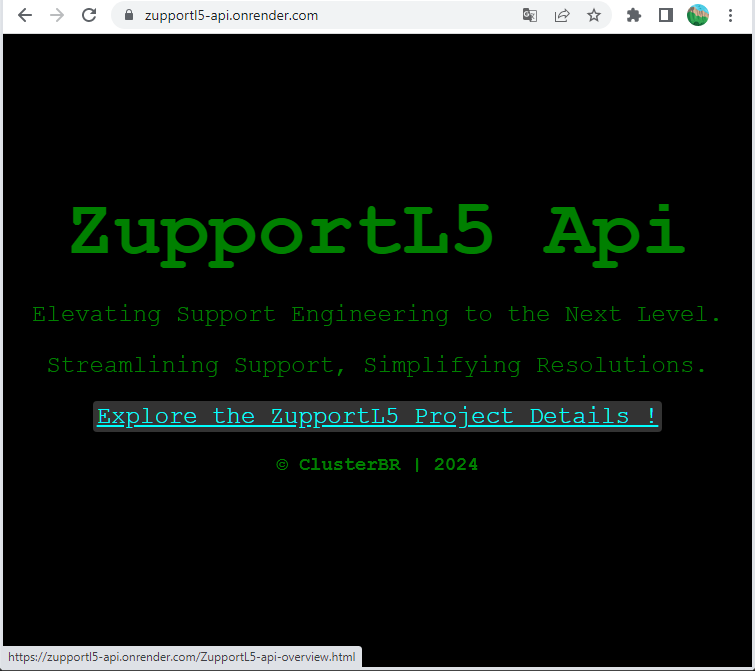 zupportl5-api.onrender.com
ZupportL5 Api
Elevating Support Engineering to the Next Level.
Streamlining Support, Simplifying Resolutions.
Explore the ZupportL5 Project Details !
© ClusterBR | 2024
https://zupportl5-api.onrender.com/ZupportL5-api-overview.html